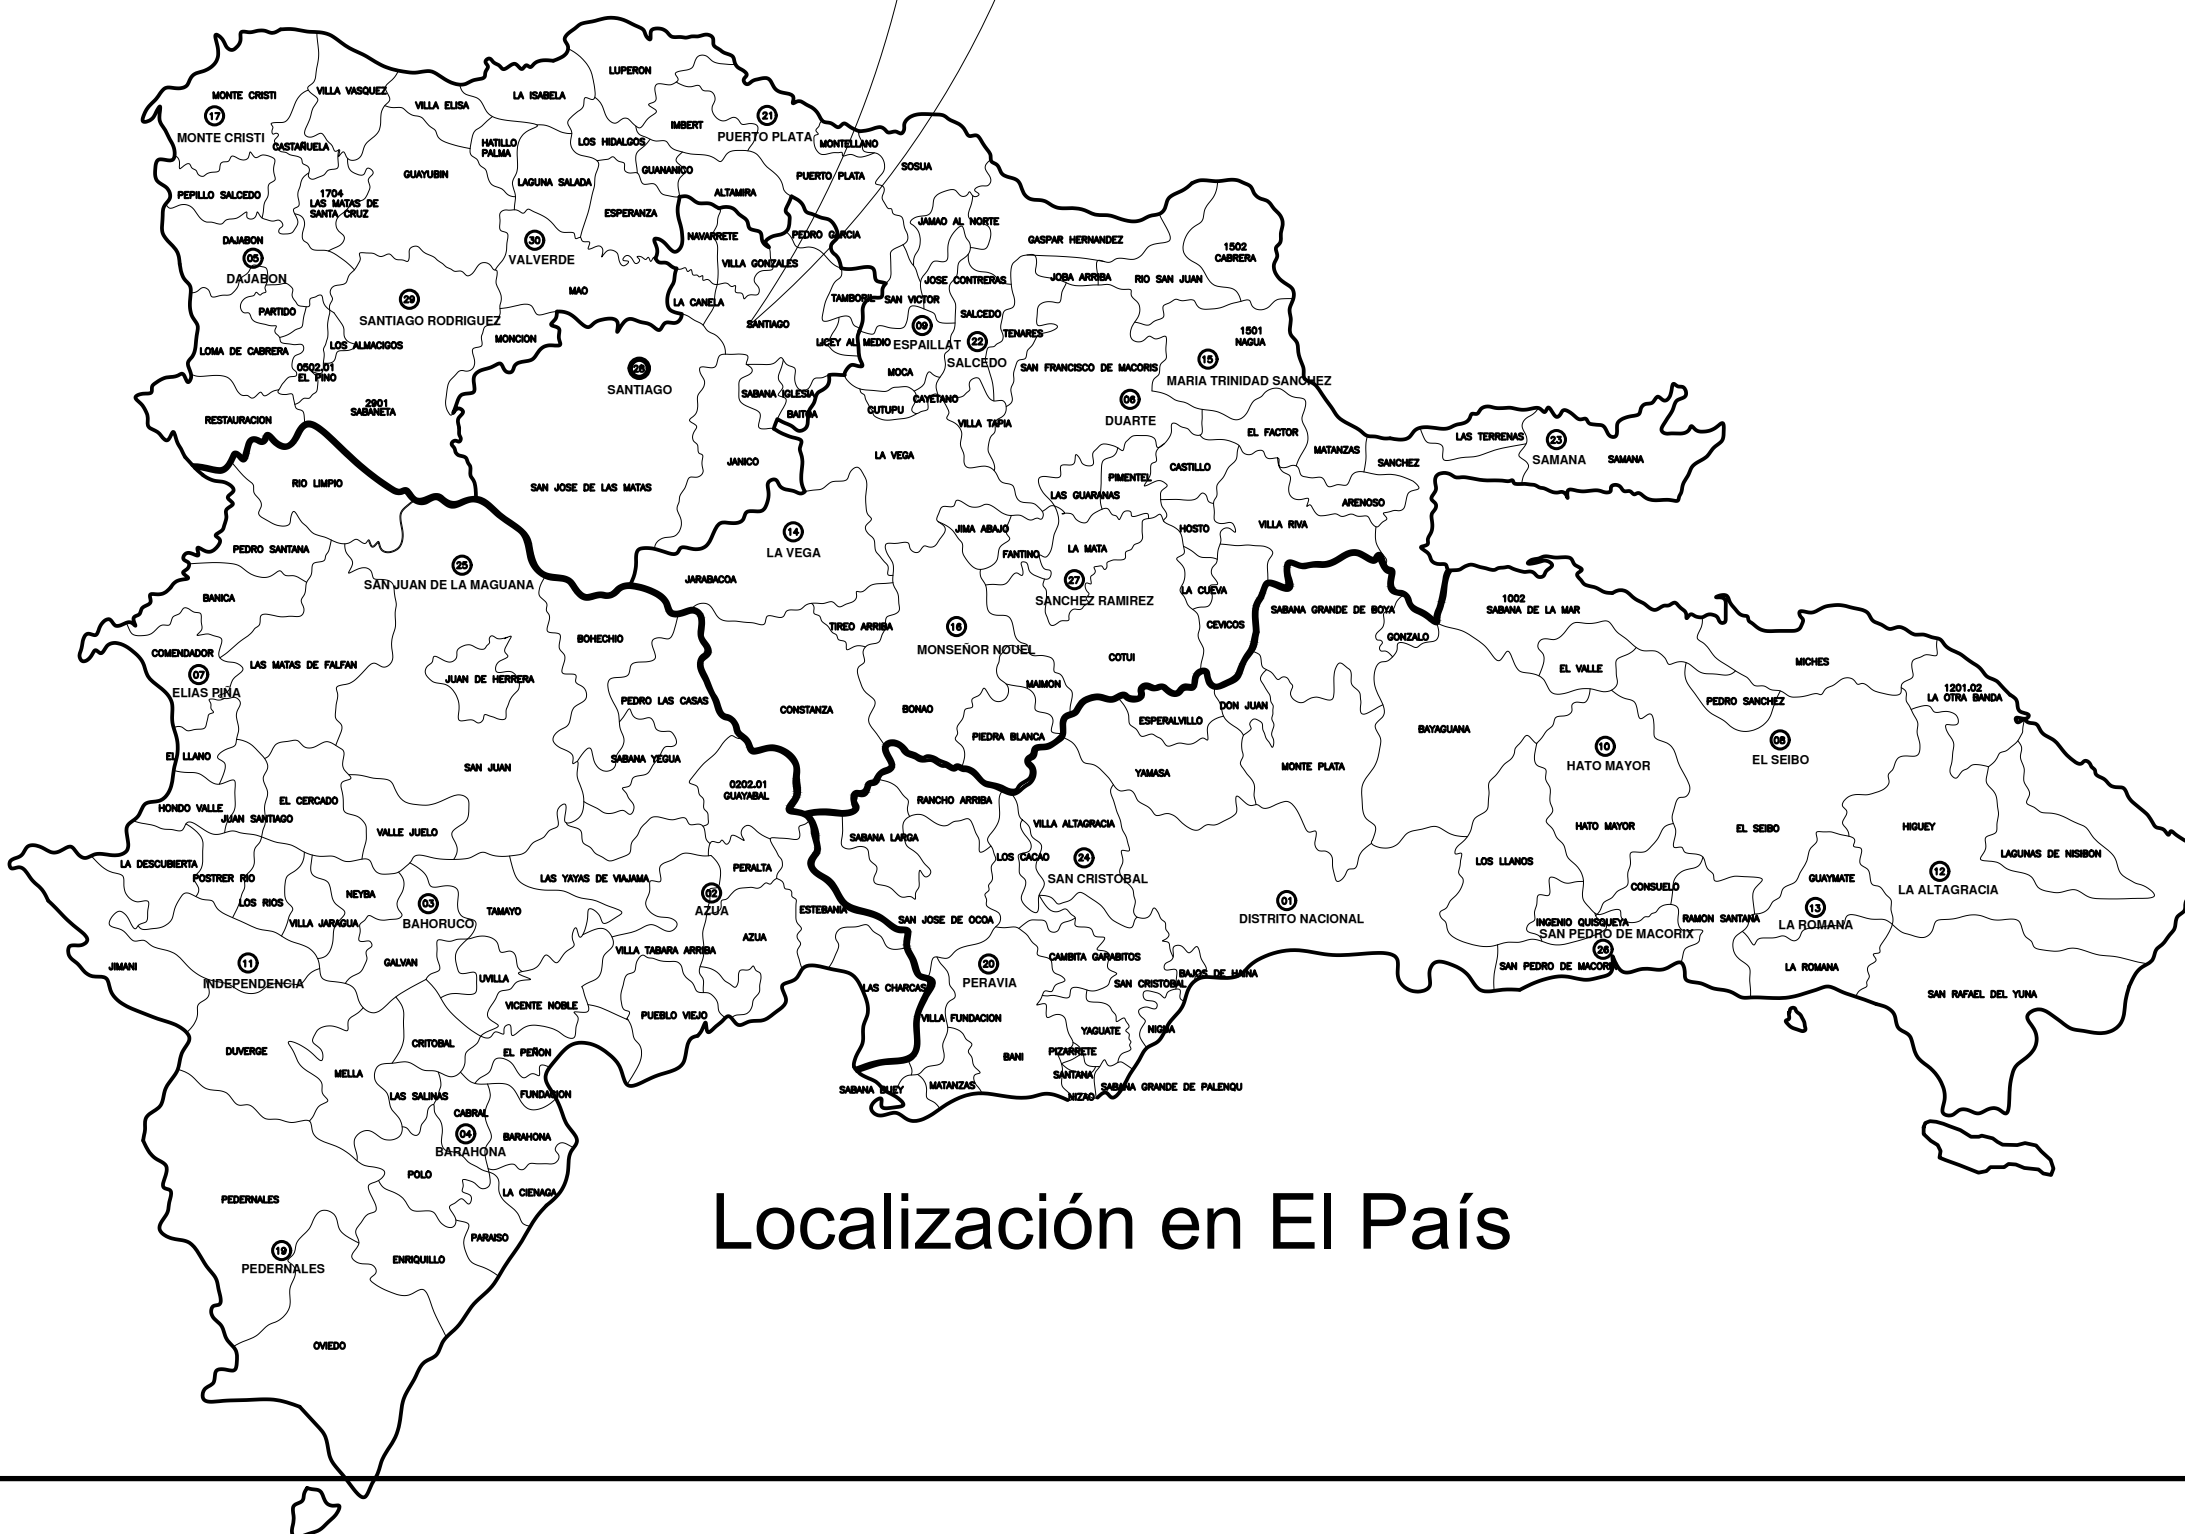 LUPERON
MONTE CRISTI
VILLA VASQUEZ
LA ISABELA
VILLA ELISA
17
MONTE CRISTI
21
PUERTO PLATA
IMBERT
CASTAÑUELA
HATILLO
PALMA
LOS HIDALGOS
MONTELLANO
SOSUA
GUAYUBIN
LAGUNA SALADA
GUANANICO
PUERTO PLATA
PEPILLO SALCEDO
1704
LAS MATAS DE
SANTA CRUZ
ALTAMIRA
ESPERANZA
JAMAO AL NORTE
DAJABON
05
DAJABON
30
VALVERDE
NAVARRETE
PEDRO GARCIA
GASPAR HERNANDEZ
1502
CABRERA
VILLA GONZALES
JOSE CONTRERAS
JOBA ARRIBA
RIO SAN JUAN
MAO
29
SANTIAGO RODRIGUEZ
LA CANELA
TAMBORIL
SAN VICTOR
PARTIDO
SANTIAGO
SALCEDO
09
ESPAILLAT
TENARES
1501
NAGUA
LOMA DE CABRERA
LOS ALMACIGOS
MONCION
LICEY AL MEDIO
22
SALCEDO
15
MARIA TRINIDAD SANCHEZ
0502.01
EL PINO
28
SANTIAGO
MOCA
SAN FRANCISCO DE MACORIS
SABANA IGLESIA
CAYETANO
06
DUARTE
RESTAURACION
2901
SABANETA
BAITOA
CUTUPU
VILLA TAPIA
EL FACTOR
MATANZAS
LAS TERRENAS
23
SAMANA
SAMANA
LA VEGA
JANICO
SANCHEZ
CASTILLO
PIMENTEL
RIO LIMPIO
SAN JOSE DE LAS MATAS
LAS GUARANAS
ARENOSO
14
LA VEGA
JIMA ABAJO
HOSTO
VILLA RIVA
PEDRO SANTANA
FANTINO
LA MATA
25
SAN JUAN DE LA MAGUANA
JARABACOA
27
SANCHEZ RAMIREZ
LA CUEVA
BANICA
SABANA GRANDE DE BOYA
1002
SABANA DE LA MAR
TIREO ARRIBA
16
MONSEÑOR NOUEL
CEVICOS
BOHECHIO
GONZALO
COMENDADOR
LAS MATAS DE FALFAN
COTUI
EL VALLE
MICHES
07
ELIAS PIÑA
JUAN DE HERRERA
MAIMON
1201.02
LA OTRA BANDA
PEDRO LAS CASAS
CONSTANZA
BONAO
DON JUAN
PEDRO SANCHEZ
ESPERALVILLO
PIEDRA BLANCA
BAYAGUANA
10
HATO MAYOR
08
EL SEIBO
EL LLANO
SABANA YEGUA
SAN JUAN
YAMASA
MONTE PLATA
0202.01
GUAYABAL
EL CERCADO
RANCHO ARRIBA
HONDO VALLE
JUAN SANTIAGO
VILLA ALTAGRACIA
HATO MAYOR
EL SEIBO
HIGUEY
VALLE JUELO
SABANA LARGA
LOS CACAO
LOS LLANOS
LAGUNAS DE NISIBON
LA DESCUBIERTA
POSTRER RIO
PERALTA
24
SAN CRISTOBAL
12
LA ALTAGRACIA
LAS YAYAS DE VIAJAMA
GUAYMATE
NEYBA
CONSUELO
LOS RIOS
03
BAHORUCO
02
AZUA
01
DISTRITO NACIONAL
13
LA ROMANA
VILLA JARAGUA
TAMAYO
ESTEBANIA
SAN JOSE DE OCOA
INGENIO QUISQUEYA
RAMON SANTANA
SAN PEDRO DE MACORIX
26
AZUA
VILLA TABARA ARRIBA
GALVAN
CAMBITA GARABITOS
JIMANI
11
INDEPENDENCIA
20
PERAVIA
UVILLA
BAJOS DE HAINA
SAN PEDRO DE MACORIX
LA ROMANA
LAS CHARCAS
SAN CRISTOBAL
SAN RAFAEL DEL YUNA
VICENTE NOBLE
PUEBLO VIEJO
VILLA FUNDACION
YAGUATE
NIGUA
DUVERGE
CRITOBAL
EL PEÑON
BANI
PIZARRETE
MELLA
SANTANA
SABANA BUEY
MATANZAS
SABANA GRANDE DE PALENQU
LAS SALINAS
FUNDACION
NIZAO
CABRAL
04
BARAHONA
BARAHONA
POLO
PEDERNALES
LA CIENAGA
Localización en El País
PARAISO
19
PEDERNALES
ENRIQUILLO
OVIEDO